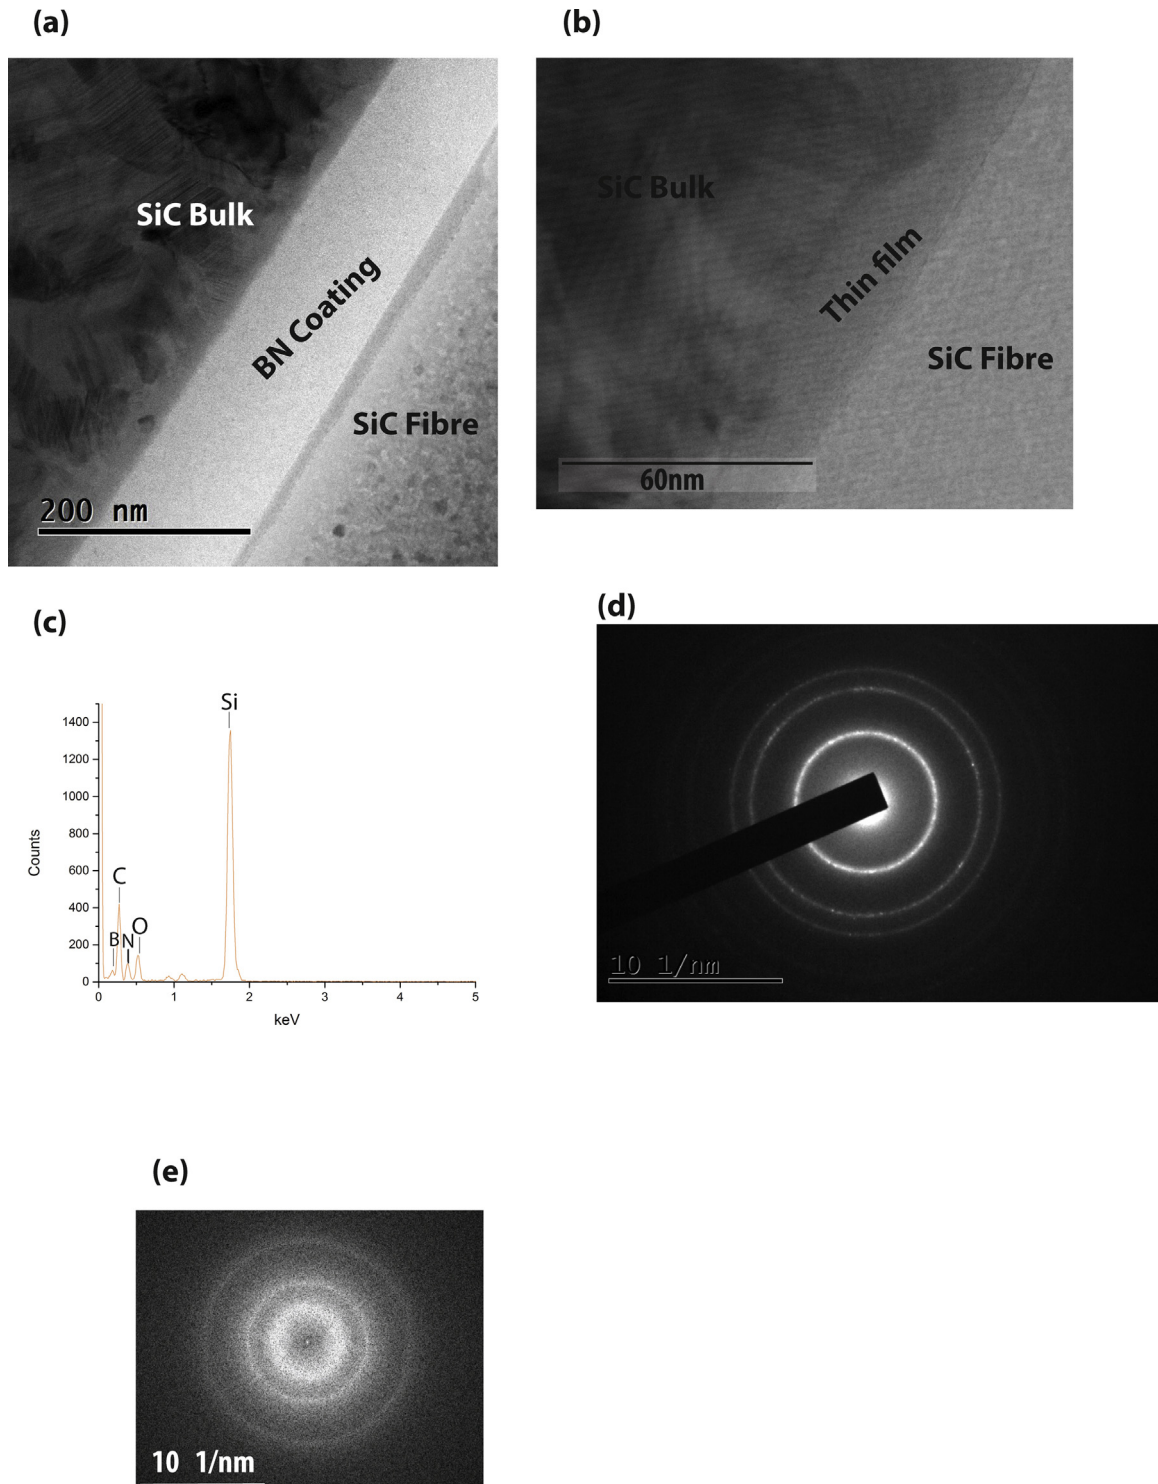 (a)
SiC Bulk
BN Coating
SiC Fibre
200 nm
(b)
SiC Bulk
Thin film
SiC Fibre
60nm
(c)
Si
C
B
N
O
1400
1200
1000
800
600
400
200
0
Counts
0 1 2 3 4 5
keV
(d)
10 1/nm
(e)
10 1/nm